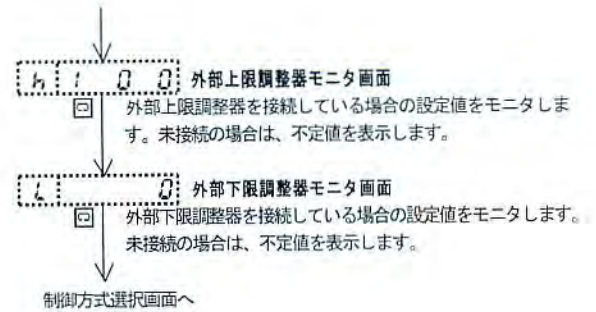 h 100 外部上限調整器モニタ画面
外部上限調整器を接続している場合の設定値をモニタしま
す。未接続の場合は、不定値を表示します。
L 0 外部下限調整器モニタ画面
外部下限調整器を接続している場合の設定値をモニタします。
未接続の場合は、不定値を表示します。
制御方式選択画面へ